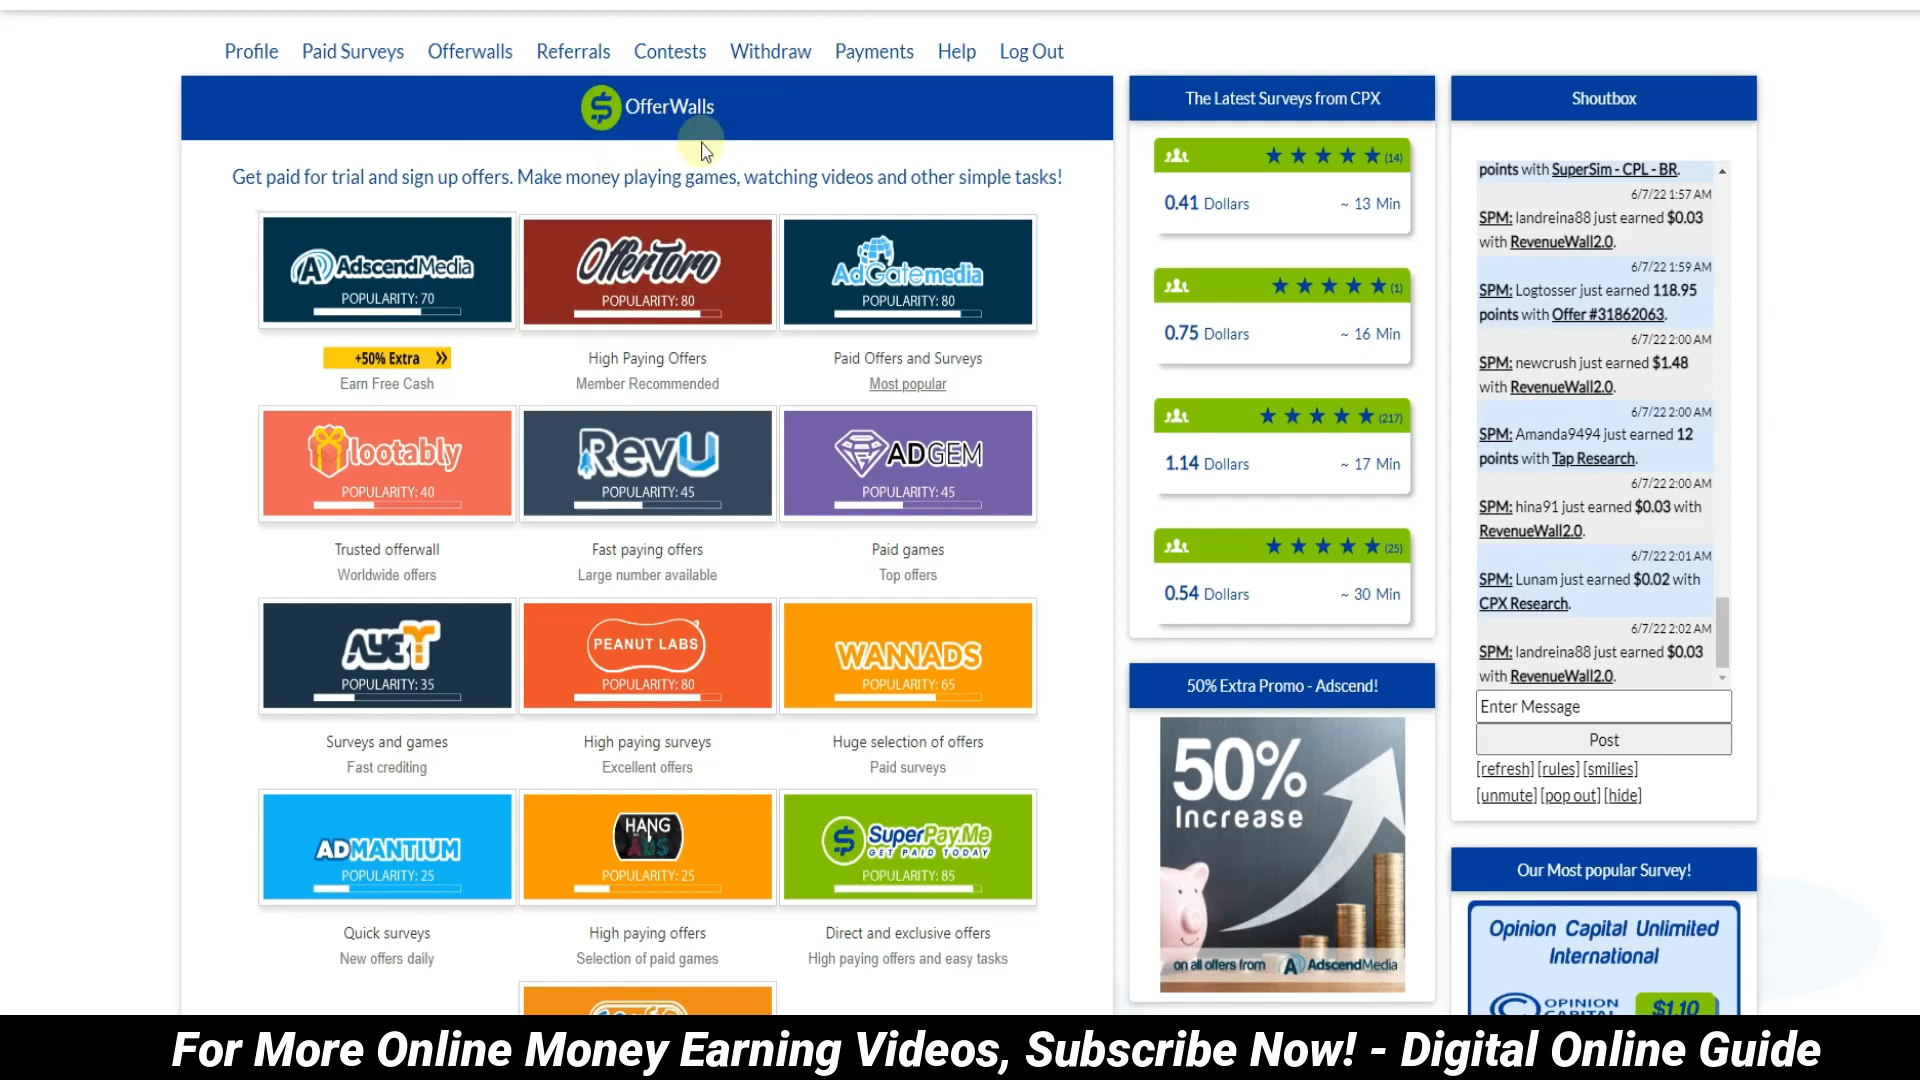 Profile Paid Surveys Offerwalls Referrals Contests Withdraw Payments Help Log Out
OfferWalls
Get paid for trial and sign up offers. Make money playing games, watching videos and other simple tasks!
AdscendMedia
POPULARITY: 70
OfferToro
POPULARITY: 80
AdGatemedia
POPULARITY: 80
+50% Extra
Earn Free Cash
High Paying Offers
Member Recommended
Paid Offers and Surveys
Most popular
lootably
POPULARITY: 40
RevU
POPULARITY: 45
ADGEM
POPULARITY: 45
Trusted offerwall
Worldwide offers
Fast paying offers
Large number available
Paid games
Top offers
AYET
POPULARITY: 35
PEANUT LABS
POPULARITY: 80
WANNADS
POPULARITY: 65
Surveys and games
Fast crediting
High paying surveys
Excellent offers
Huge selection of offers
Paid surveys
ADMANTIUM
POPULARITY: 25
HANG
ADS
POPULARITY: 25
SuperPay.Me
GET PAID TODAY
POPULARITY: 85
Quick surveys
New offers daily
High paying offers
Selection of paid games
Direct and exclusive offers
High paying offers and easy tasks
The Latest Surveys from CPX
(14)
0.41 Dollars ~ 13 Min
(1)
0.75 Dollars ~ 16 Min
(217)
1.14 Dollars ~ 17 Min
(25)
0.54 Dollars ~ 30 Min
50% Extra Promo - Adscend!
50%
Increase
on all offers from AdscendMedia
Shoutbox
points with SuperSim - CPL - BR.
6/7/22 1:57 AM
SPM: landreina88 just earned $0.03
with RevenueWall2.0.
6/7/22 1:59 AM
SPM: Logtosser just earned 118.95
points with Offer #31862063.
6/7/22 2:00 AM
SPM: newcrush just earned $1.48
with RevenueWall2.0.
6/7/22 2:00 AM
SPM: Amanda9494 just earned 12
points with Tap Research.
6/7/22 2:00 AM
SPM: hina91 just earned $0.03 with
RevenueWall2.0.
6/7/22 2:01 AM
SPM: Lunam just earned $0.02 with
CPX Research.
6/7/22 2:02 AM
SPM: landreina88 just earned $0.03
with RevenueWall2.0.
Enter Message
Post
[refresh] [rules] [smilies]
[unmute] [pop out] [hide]
Our Most popular Survey!
Opinion Capital Unlimited
International
OPINION
CAPITAL
$1.10
For More Online Money Earning Videos, Subscribe Now! - Digital Online Guide